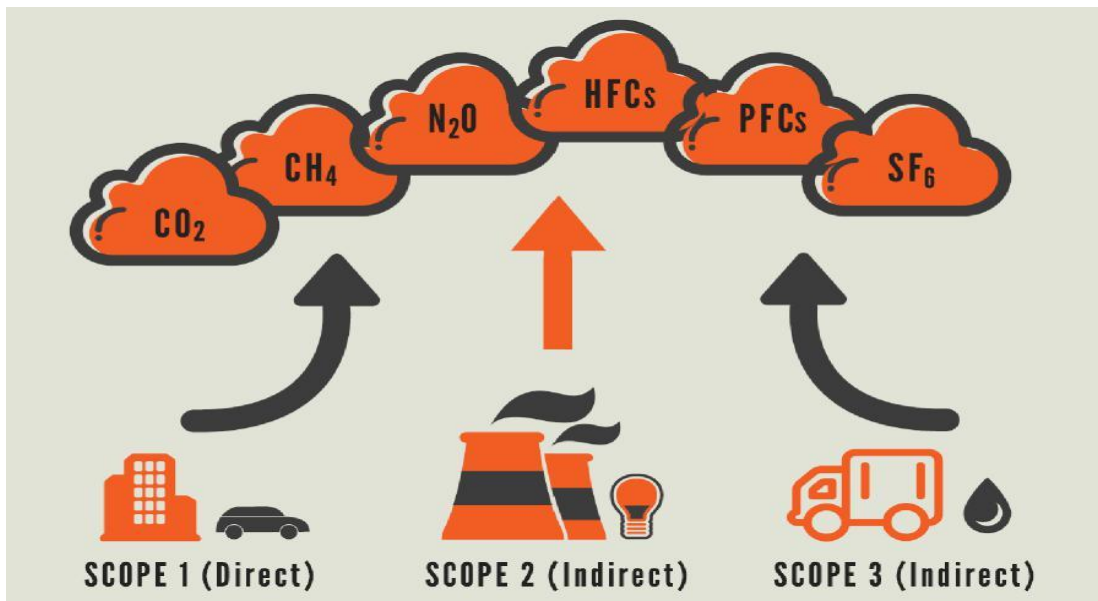 CO₂
CH₄
N₂O
HFCs
PFCs
SF₆
SCOPE 1 (Direct)
SCOPE 2 (Indirect)
SCOPE 3 (Indirect)